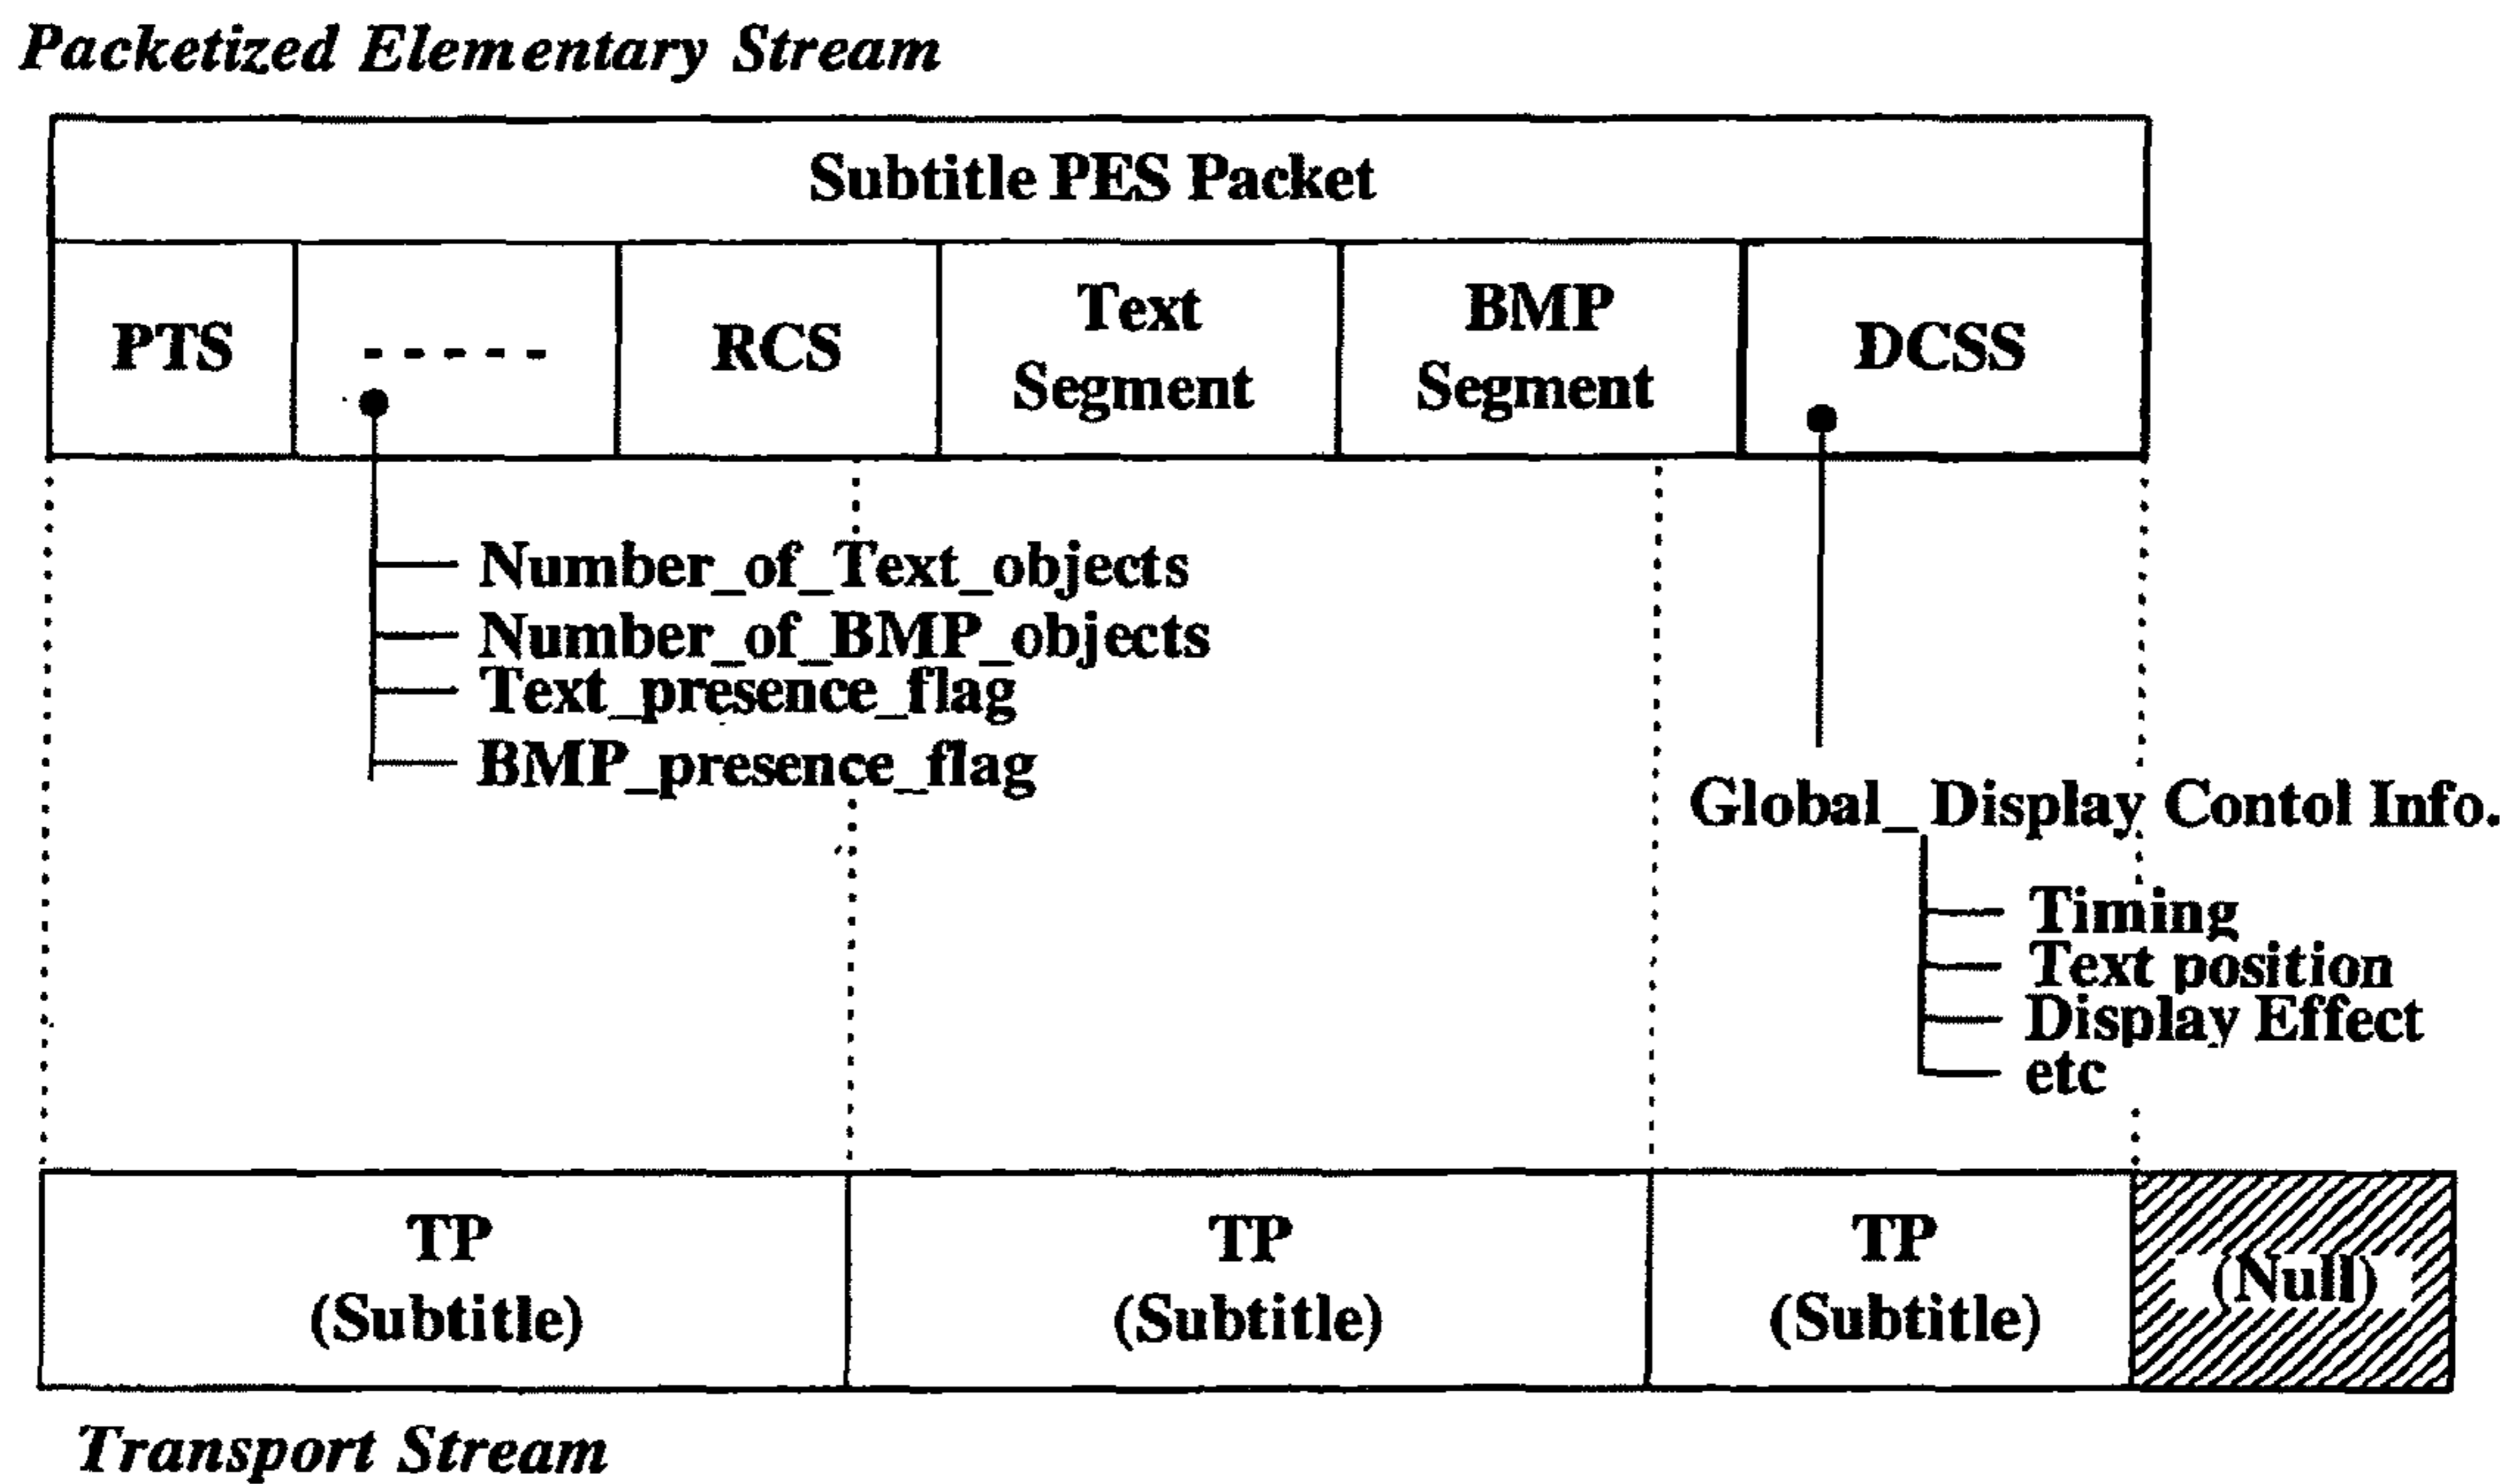 Packetized Elementary Stream
Subtitle PES Packet
PTS
-----
RCS
Text
Segment
BMP
Segment
DCSS
Number_of_Text_objects
Number_of_BMP_objects
Text_presence_flag
BMP_presence_flag
Global_ Display Contol Info.
Timing
Text position
Display Effect
etc
TP
(Subtitle)
TP
(Subtitle)
TP
(Subtitle)
(Null)
Transport Stream